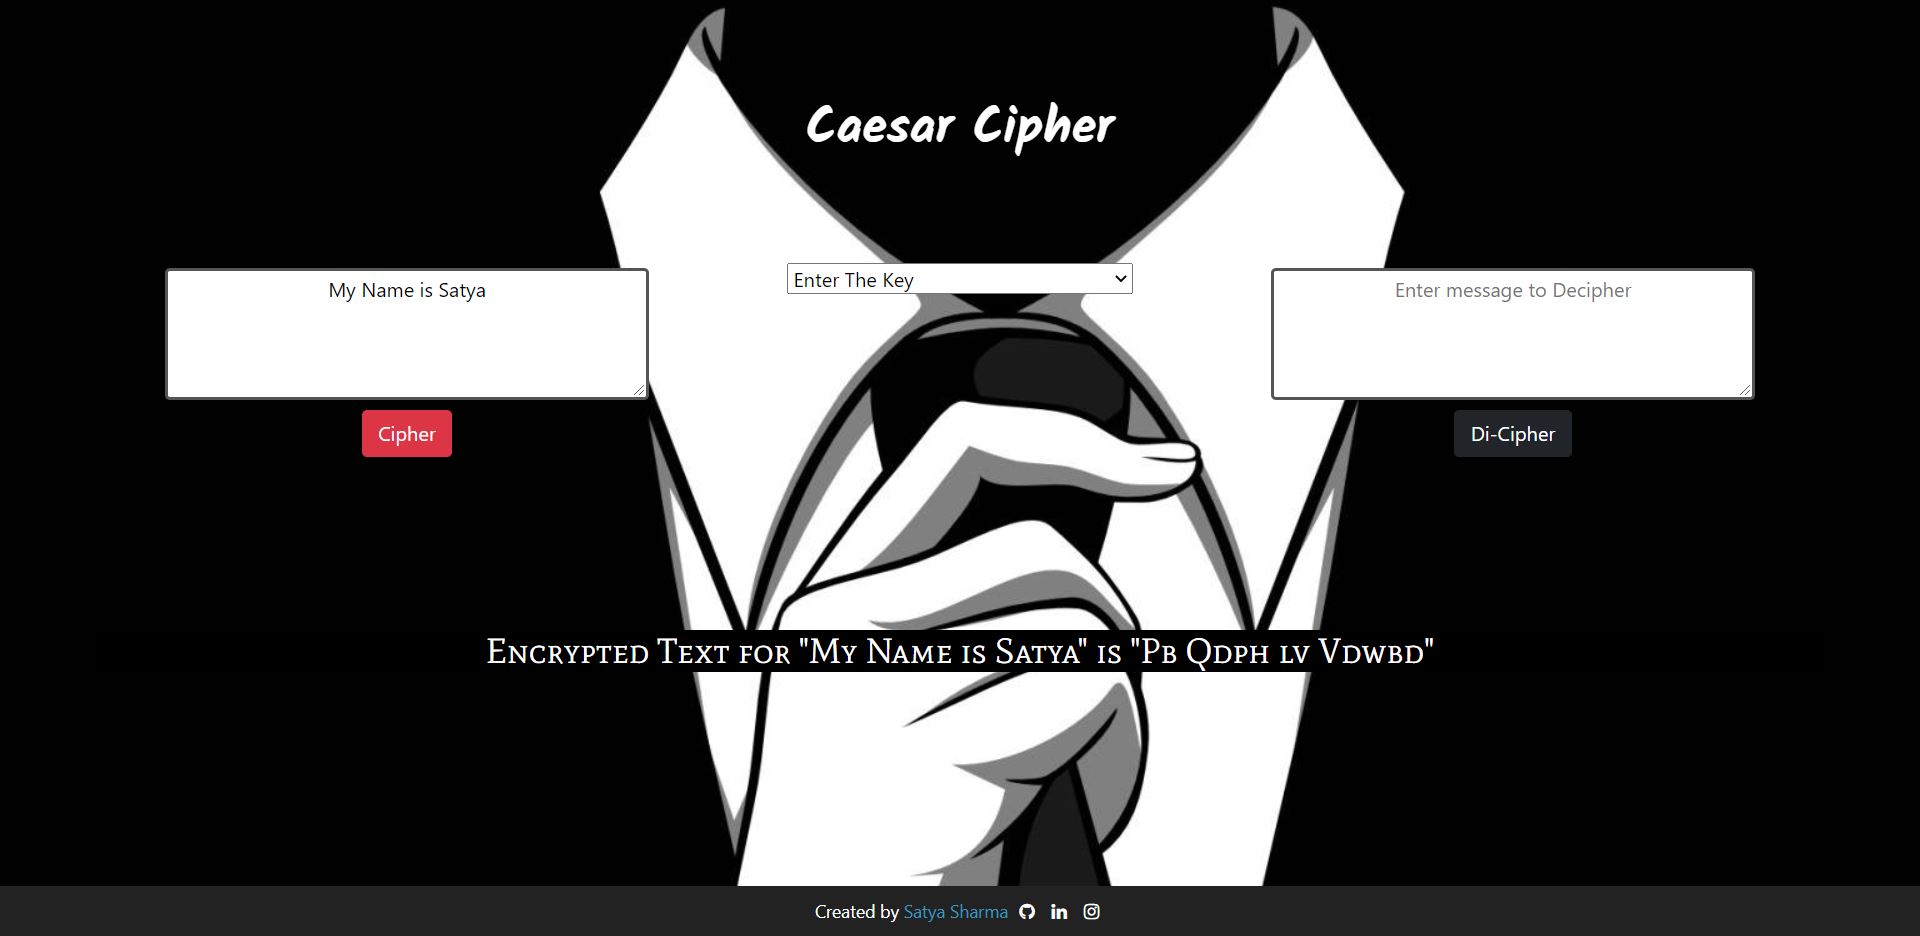 Caesar Cipher
My Name is Satya
Enter The Key
Enter message to Decipher
Cipher
Di-Cipher
Encrypted Text for "My Name is Satya" is "Pb Qdph lv Vdwbd"
Created by Satya Sharma